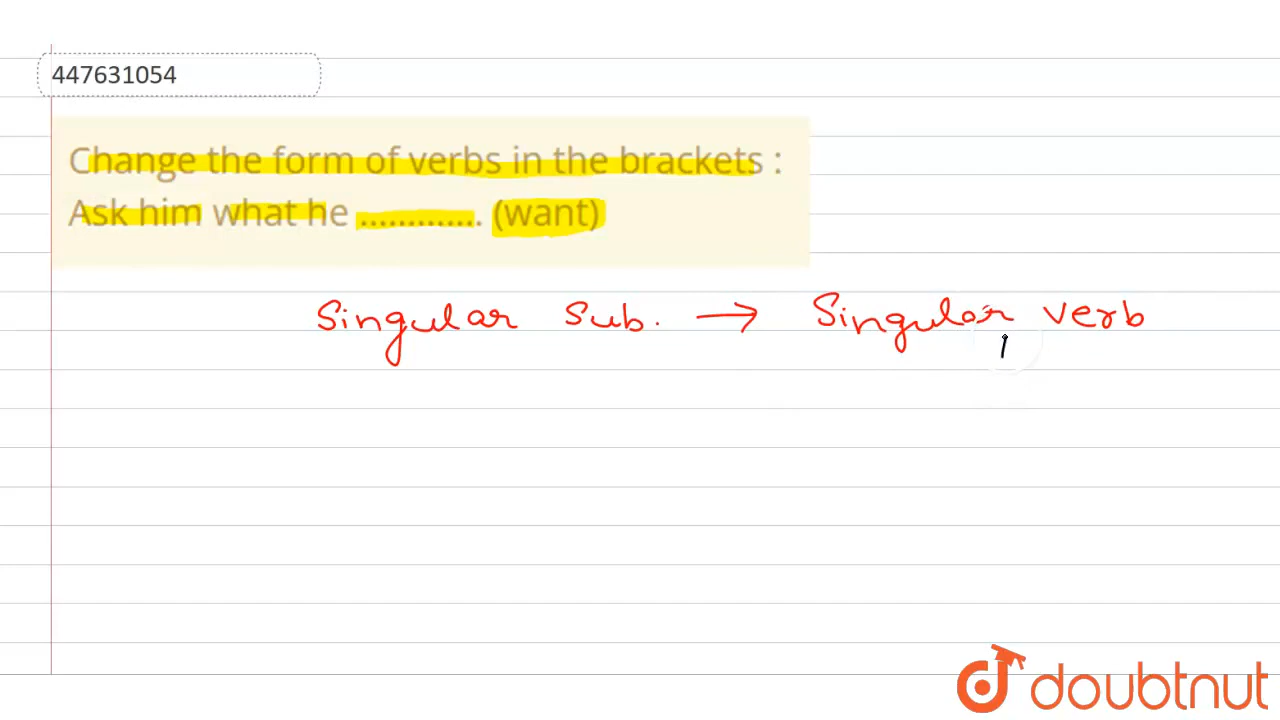 447631054
Change the form of verbs in the brackets :
Ask him what he ............. (want)
Singular Sub. → Singular verb
doubtnut